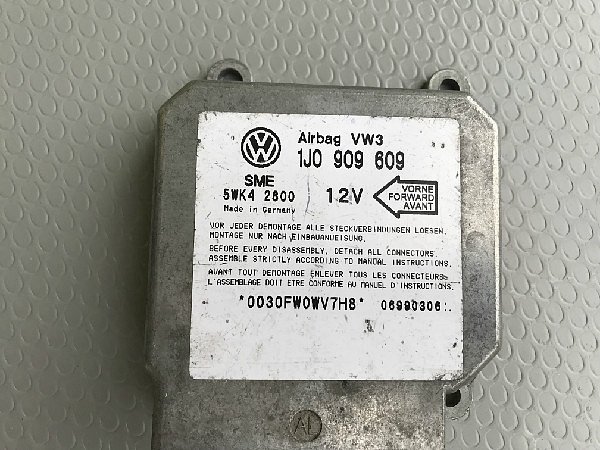 Airbag VW3
1J0 909 609
SME
5WK4 2800
12V
VORNE
FORWARD
AVANT
Made in Germany
VOR JEDER DEMONTAGE ALLE STECKVERBINDUNGEN LOESEN,
MONTAGE NUR NACH EINBAUANWEISUNG.
BEFORE EVERY DISASSEMBLY, DETACH ALL CONNECTORS
ASSEMBLE STRICTLY ACCORDING TO MANUAL INSTRUCTIONS.
AVANT TOUT DEMONTAGE ENLEVER TOUS LES CONNECTEURS
L'ASSEMBLAGE DOIT ETRE CONFORME AU MANUEL D'INSTRUCTIONS.
*0030FW0WV7H8* 06990306
AL